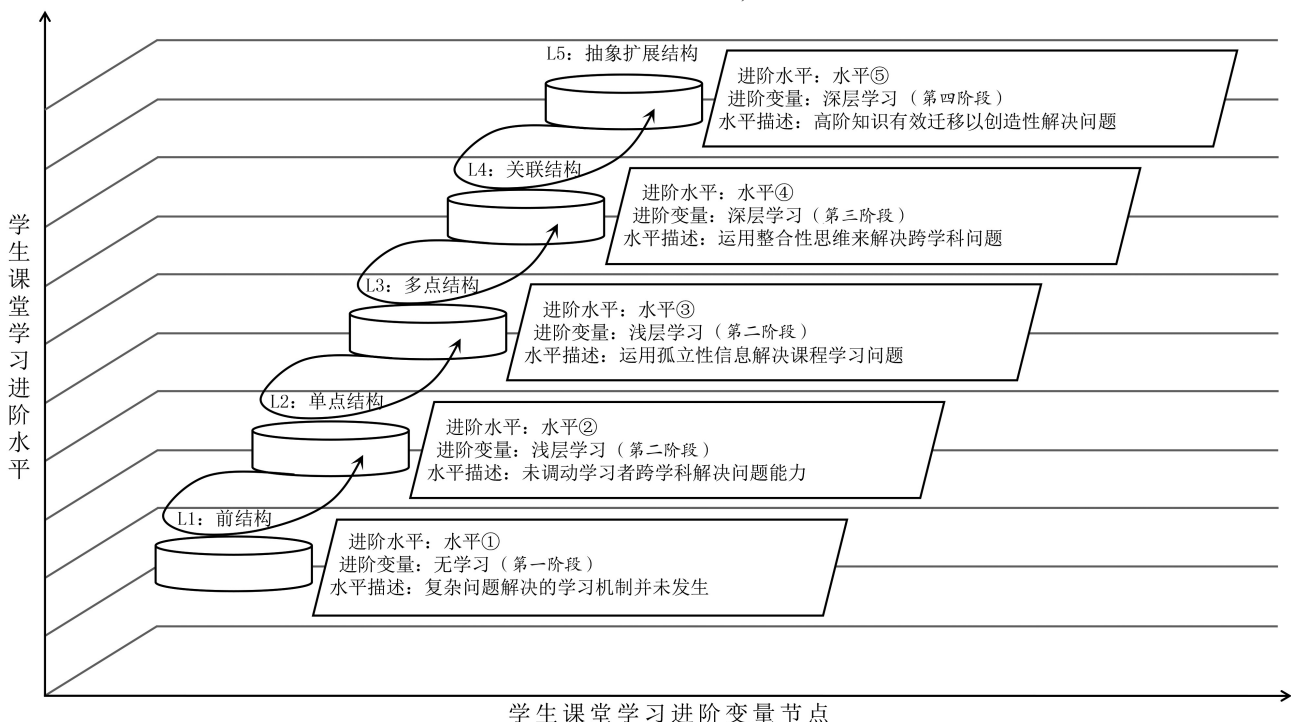 L5：抽象扩展结构
进阶水平：水平⑤
进阶变量：深层学习（第四阶段）
水平描述：高阶知识有效迁移以创造性解决问题
L4：关联结构
进阶水平：水平④
进阶变量：深层学习（第三阶段）
水平描述：运用整合性思维来解决跨学科问题
L3：多点结构
进阶水平：水平③
进阶变量：浅层学习（第二阶段）
水平描述：运用孤立性信息解决课程学习问题
L2：单点结构
进阶水平：水平②
进阶变量：浅层学习（第二阶段）
水平描述：未调动学习者跨学科解决问题能力
L1：前结构
进阶水平：水平①
进阶变量：无学习（第一阶段）
水平描述：复杂问题解决的学习机制并未发生
学生课堂学习进阶水平
学生课堂学习进阶变量节点